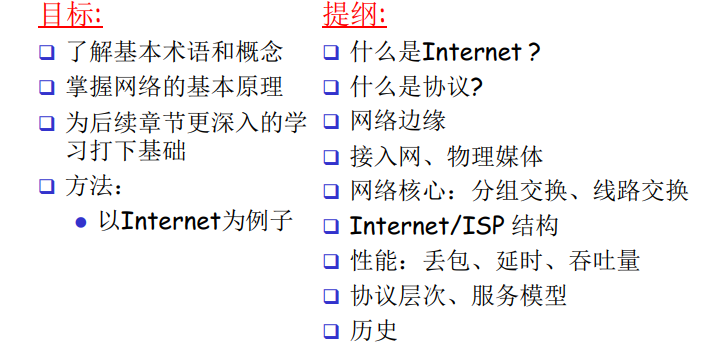 目标:
了解基本术语和概念
掌握网络的基本原理
为后续章节更深入的学
习打下基础
方法：
以Internet为例子
提纲:
什么是Internet？
什么是协议?
网络边缘
接入网、物理媒体
网络核心：分组交换、线路交换
Internet/ISP 结构
性能：丢包、延时、吞吐量
协议层次、服务模型
历史